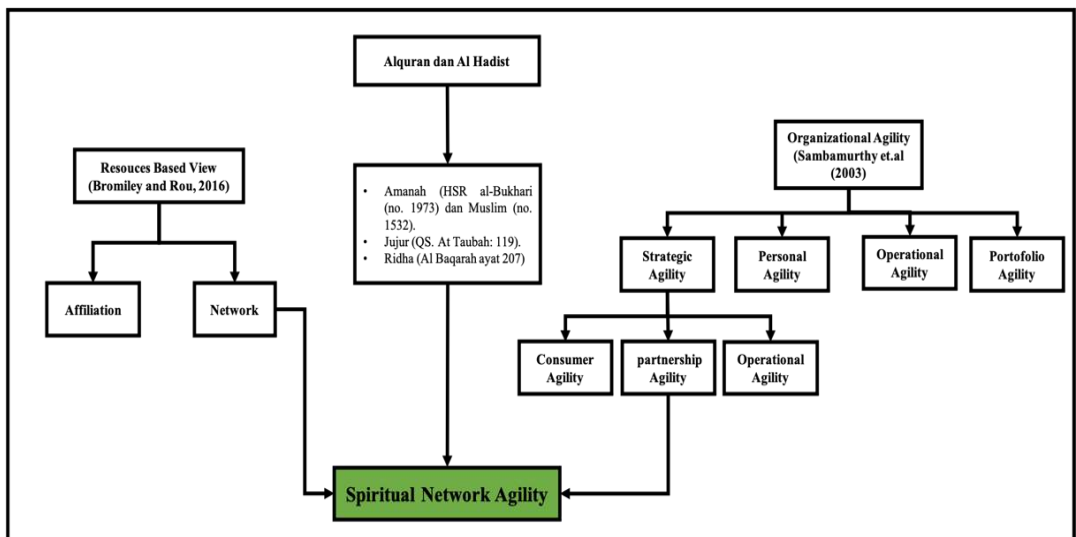 Alquran dan Al Hadist
Resouces Based View
(Bromiley and Rou, 2016)
Affiliation
Network
• Amanah (HSR al-Bukhari
(no. 1973) dan Muslim (no.
1532).
• Jujur (QS. At Taubah: 119).
• Ridha (Al Baqarah ayat 207)
Organizational Agility
(Sambamurthy et.al
(2003)
Strategic
Agility
Personal
Agility
Operational
Agility
Portofolio
Agility
Consumer
Agility
partnership
Agility
Operational
Agility
Spiritual Network Agility